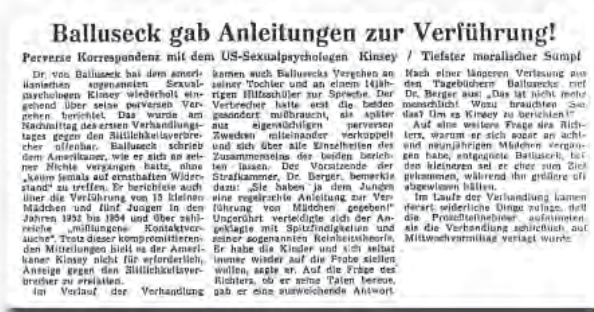 Balluseck gab Anleitungen zur Verführung!
Perverse Korrespondenz mit dem US-Sexualpsychologen Kinsey / Tiefster moralischer Sumpf
Dr. von Balluseck hat dem ameri-
kanischen sogenannten Sexual-
psychologen Kinsey wiederholt ein-
gehend über seine perversen Ver-
gehen berichtet. Das wurde am
Nachmittag des ersten Verhandlungs-
tages gegen den Sittlichkeitsverbre-
cher offenbar. Balluseck schrieb
dem Amerikaner, wie er sich an sei-
ner Nichte vergangen hatte, ohne
„kaum jemals auf ernsthaften Wider-
stand“ zu treffen. Er berichtete auch
über die Verführung von 15 kleinen
Mädchen und fünf Jungen in den
Jahren 1952 bis 1954 und über zahl-
reiche „mißlungene Kontaktver-
suche“. Trotz dieser kompromittieren-
den Mitteilungen hielt es der Ameri-
kaner Kinsey nicht für erforderlich,
Anzeige gegen den Sittlichkeitsver-
brecher zu erstatten.
Im Verlauf der Verhandlung
kamen auch Ballusecks Vergehen an
seiner Tochter und an einem 14jäh-
rigen Hilfsschüler zur Sprache. Der
Verbrecher hatte erst die beiden
gesondert mißbraucht, sie später
aus eigensüchtigen perversen
Zwecken miteinander verkuppelt
und sich über alle Einzelheiten des
Zusammenseins der beiden berich-
ten lassen. Der Vorsitzende der
Strafkammer, Dr. Berger, bemerkte
dazu: „Sie haben ja dem Jungen
eine regelrechte Anleitung zur Ver-
führung von Mädchen gegeben!“
Ungerührt verteidigte sich der An-
geklagte mit Spitzfindigkeiten und
seiner sogenannten Reinheitstheorie.
Er habe die Kinder und sich selbst
immer wieder auf die Probe stellen
wollen, sagte er. Auf die Frage des
Richters, ob er seine Taten bereue,
gab er eine ausweichende Antwort.
Nach einer längeren Verlesung aus
den Tagebüchern Ballusecks rief
Dr. Berger aus: „Das ist nicht mehr
menschlich! Wozu brauchten Sie
das? Um es Kinsey zu berichten?“
Auf eine weitere Frage des Rich-
ters, warum er sich sogar an acht-
und neunjährigen Mädchen vergan-
gen habe, entgegnete Balluseck, bei
den kleineren sei er eher zum Ziel
gekommen, während ihn größere oft
abgewiesen hätten.
Im Laufe der Verhandlung kamen
derart widerliche Dinge zutage, daß
die Prozeßteilnehmer aufatmeten,
als die Verhandlung schließlich auf
Mittwochvormittag vertagt wurde.